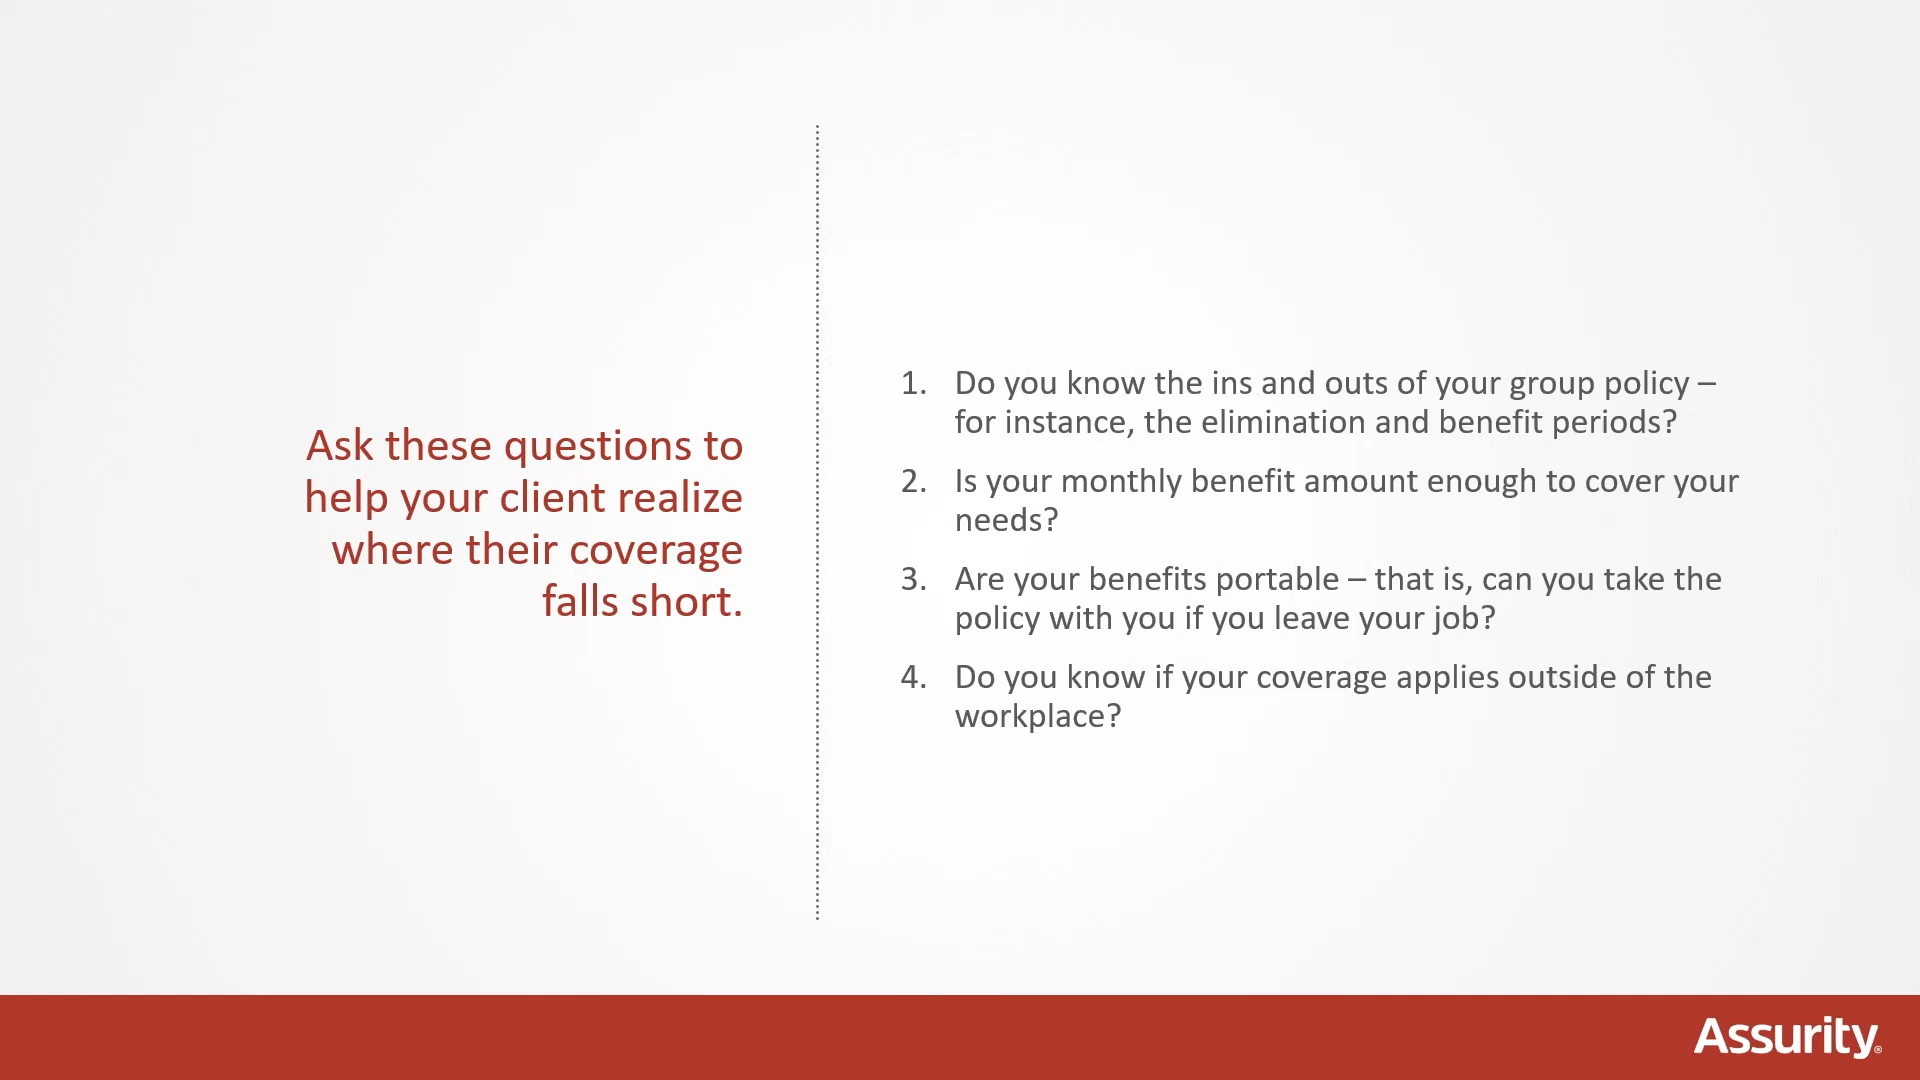 Ask these questions to
help your client realize
where their coverage
falls short.
1. Do you know the ins and outs of your group policy –
for instance, the elimination and benefit periods?
2. Is your monthly benefit amount enough to cover your
needs?
3. Are your benefits portable – that is, can you take the
policy with you if you leave your job?
4. Do you know if your coverage applies outside of the
workplace?
Assurity®